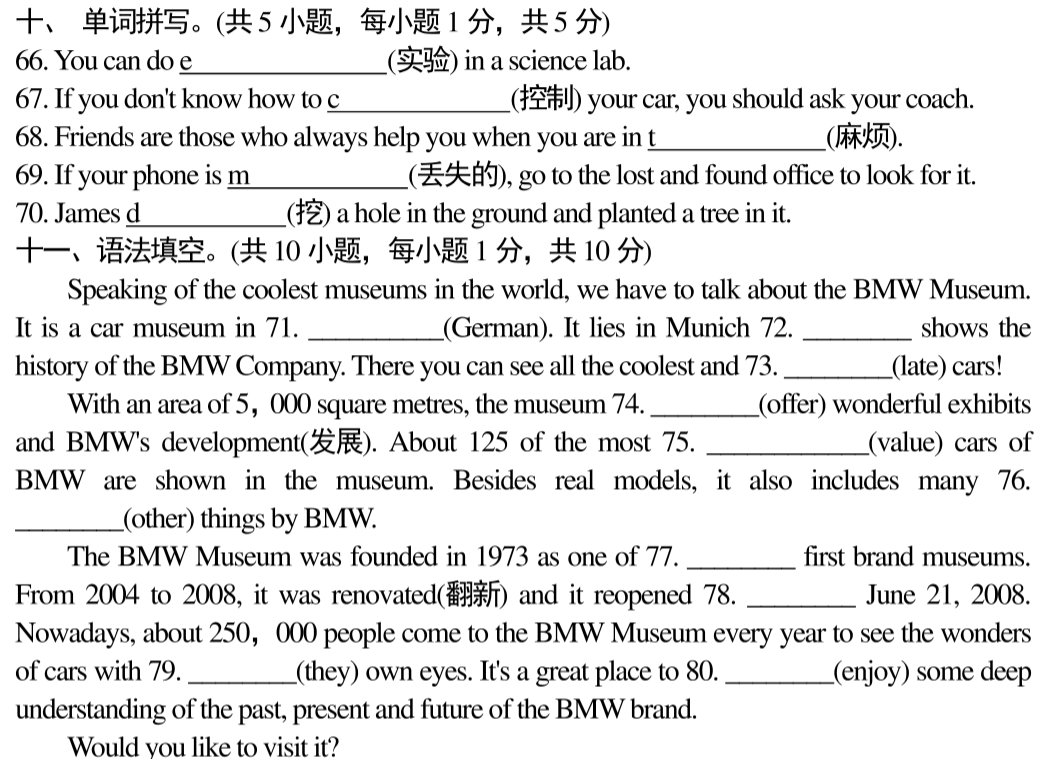 十、 单词拼写。(共 5 小题，每小题 1 分，共 5 分)
66. You can do e______________(实验) in a science lab.
67. If you don't know how to c____________(控制) your car, you should ask your coach.
68. Friends are those who always help you when you are in t____________(麻烦).
69. If your phone is m___________(丢失的), go to the lost and found office to look for it.
70. James d__________(挖) a hole in the ground and planted a tree in it.
十一、语法填空。(共 10 小题，每小题 1 分，共 10 分)
Speaking of the coolest museums in the world, we have to talk about the BMW Museum.
It is a car museum in 71. __________(German). It lies in Munich 72. ________ shows the
history of the BMW Company. There you can see all the coolest and 73. ________(late) cars!
With an area of 5，000 square metres, the museum 74. ________(offer) wonderful exhibits
and BMW's development(发展). About 125 of the most 75. ____________(value) cars of
BMW are shown in the museum. Besides real models, it also includes many 76.
________(other) things by BMW.
The BMW Museum was founded in 1973 as one of 77. ________ first brand museums.
From 2004 to 2008, it was renovated(翻新) and it reopened 78. ________ June 21, 2008.
Nowadays, about 250，000 people come to the BMW Museum every year to see the wonders
of cars with 79. ________(they) own eyes. It's a great place to 80. ________(enjoy) some deep
understanding of the past, present and future of the BMW brand.
Would you like to visit it?